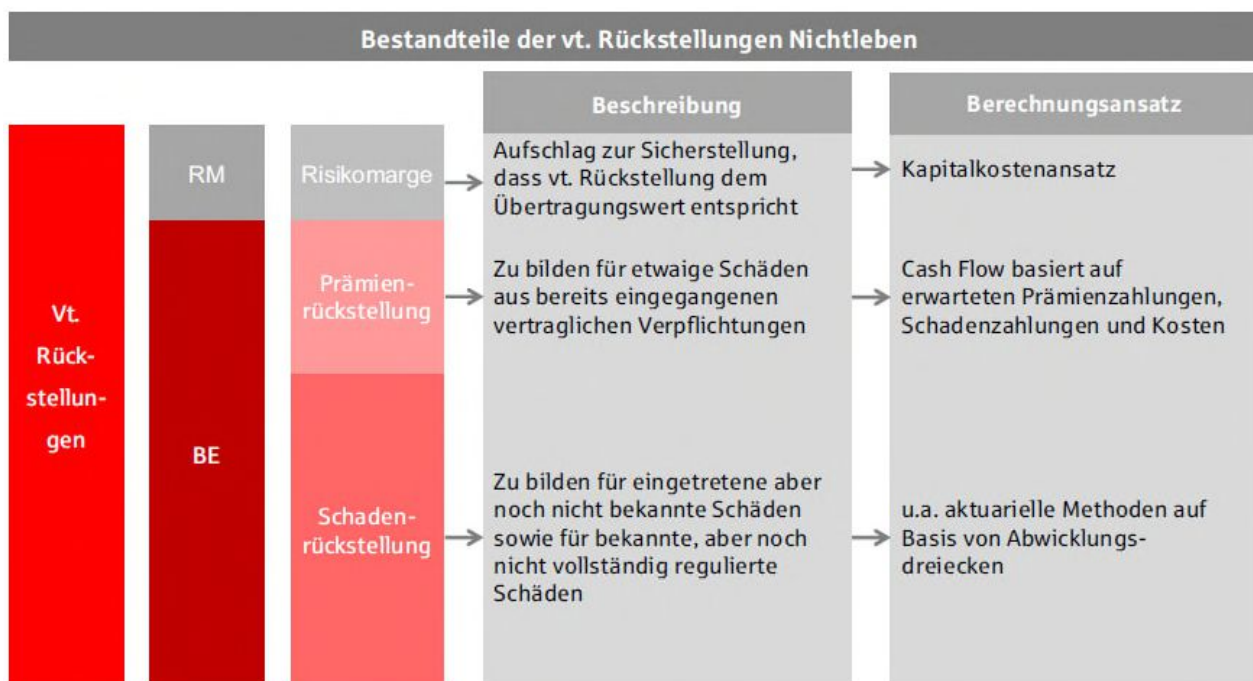 Bestandteile der vt. Rückstellungen Nichtleben
Beschreibung
Berechnungsansatz
Vt.
Rück-
stellun-
gen
RM
Risikomarge
Aufschlag zur Sicherstellung,
dass vt. Rückstellung dem
Übertragungswert entspricht
Kapitalkostenansatz
BE
Prämien-
rückstellung
Zu bilden für etwaige Schäden
aus bereits eingegangenen
vertraglichen Verpflichtungen
Cash Flow basiert auf
erwarteten Prämienzahlungen,
Schadenzahlungen und Kosten
Schaden-
rückstellung
Zu bilden für eingetretene aber
noch nicht bekannte Schäden
sowie für bekannte, aber noch
nicht vollständig regulierte
Schäden
u.a. aktuarielle Methoden auf
Basis von Abwicklungs-
dreiecken